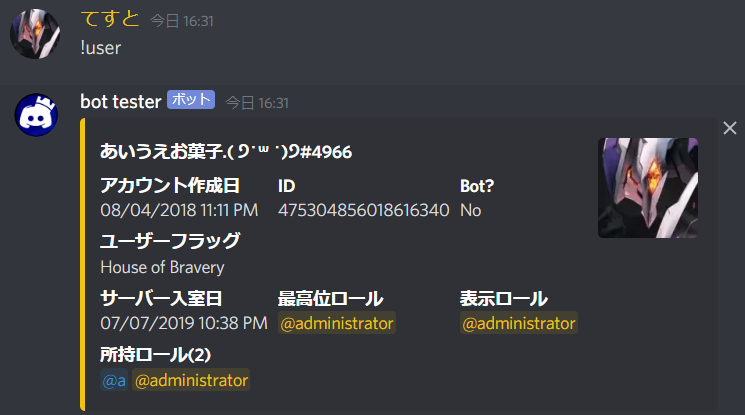 てすと 今日 16:31
!user
bot tester ボット 今日 16:31
あいうえお菓子.( ੭˙꒳˙)੭#4966
アカウント作成日 ID Bot?
08/04/2018 11:11 PM 475304856018616340 No
ユーザーフラッグ
House of Bravery
サーバー入室日 最高位ロール 表示ロール
07/07/2019 10:38 PM @administrator @administrator
所持ロール(2)
@a @administrator